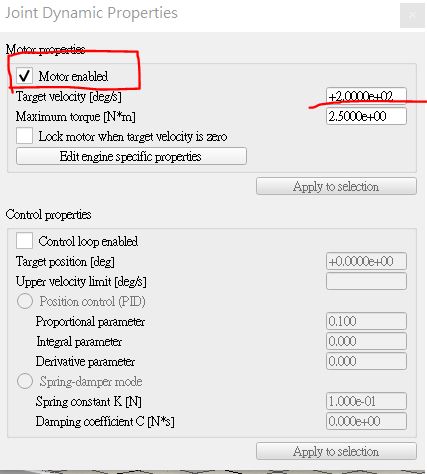 Joint Dynamic Properties
Motor properties
Motor enabled
Target velocity [deg/s] +2.0000e+02
Maximum torque [N*m] 2.5000e+00
Lock motor when target velocity is zero
Edit engine specific properties
Apply to selection
Control properties
Control loop enabled
Target position [deg] +0.0000e+00
Upper velocity limit [deg/s]
Position control (PID)
Proportional parameter 0.100
Integral parameter 0.000
Derivative parameter 0.000
Spring-damper mode
Spring constant K [N] 1.000e-01
Damping coefficient C [N*s] 0.000e+00
Apply to selection